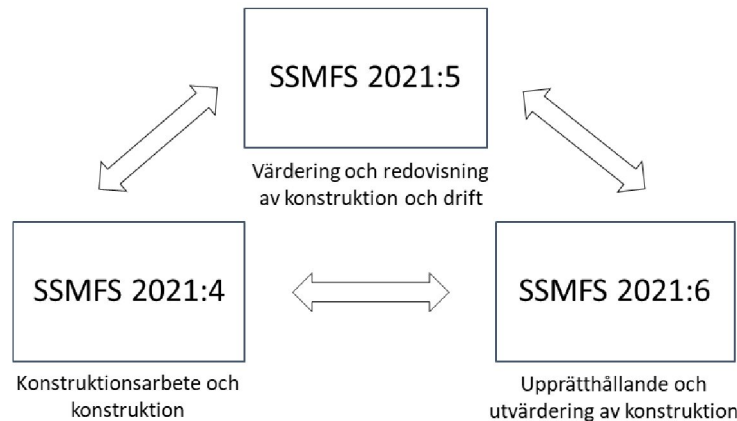 SSMFS 2021:5
Värdering och redovisning
av konstruktion och drift
SSMFS 2021:4
Konstruktionsarbete och
konstruktion
SSMFS 2021:6
Upprätthållande och
utvärdering av konstruktion